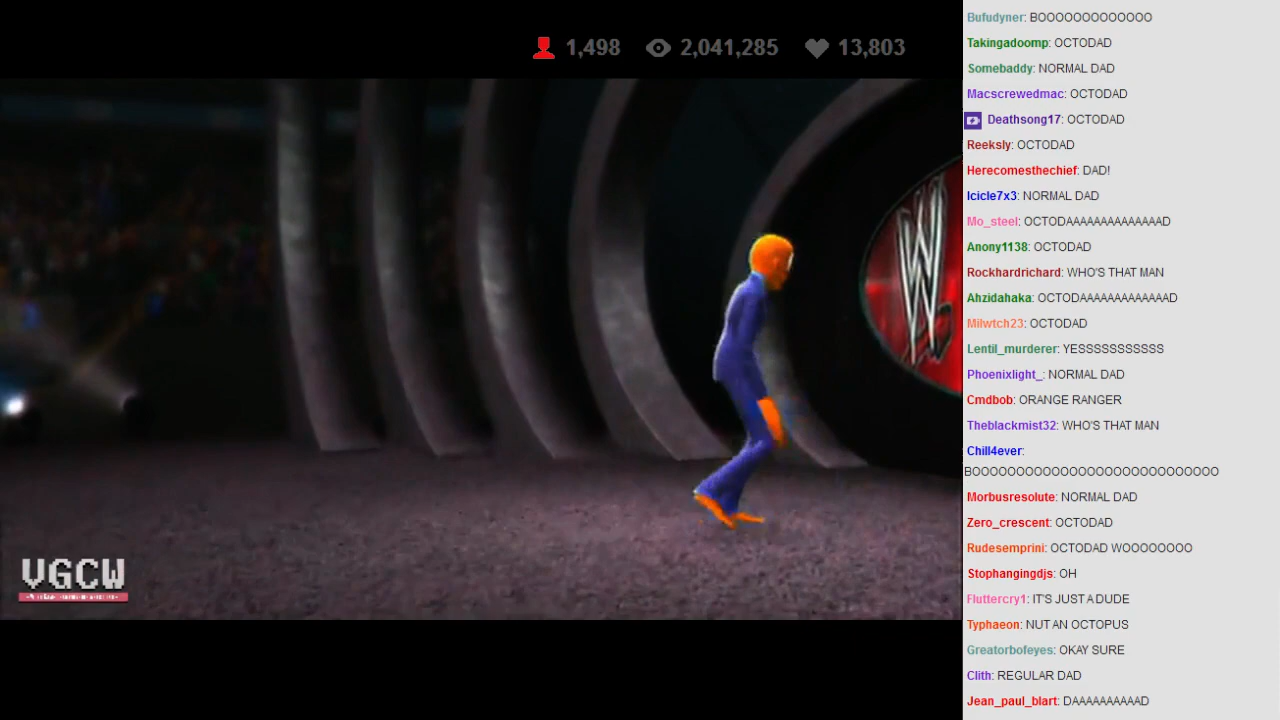 1,498 2,041,285 13,803
Bufudyner: BOOOOOOOOOOOOO
Takingadoomp: OCTODAD
Somebaddy: NORMAL DAD
Macscrewedmac: OCTODAD
Deathsong17: OCTODAD
Reeksly: OCTODAD
Herecomesthechief: DAD!
Icicle7x3: NORMAL DAD
Mo_steel: OCTODAAAAAAAAAAAAAAD
Anony1138: OCTODAD
Rockhardrichard: WHO'S THAT MAN
Ahzidahaka: OCTODAAAAAAAAAAAAAD
Milwtch23: OCTODAD
Lentil_murderer: YESSSSSSSSSSS
Phoenixlight_: NORMAL DAD
Cmdbob: ORANGE RANGER
Theblackmist32: WHO'S THAT MAN
Chill4ever:
BOOOOOOOOOOOOOOOOOOOOOOOOOOO
Morbusresolute: NORMAL DAD
Zero_crescent: OCTODAD
Rudesemprini: OCTODAD WOOOOOOOO
Stophangingdjs: OH
Fluttercry1: IT'S JUST A DUDE
Typhaeon: NUT AN OCTOPUS
Greatorbofeyes: OKAY SURE
Clith: REGULAR DAD
Jean_paul_blart: DAAAAAAAAAAD
W
VGCW